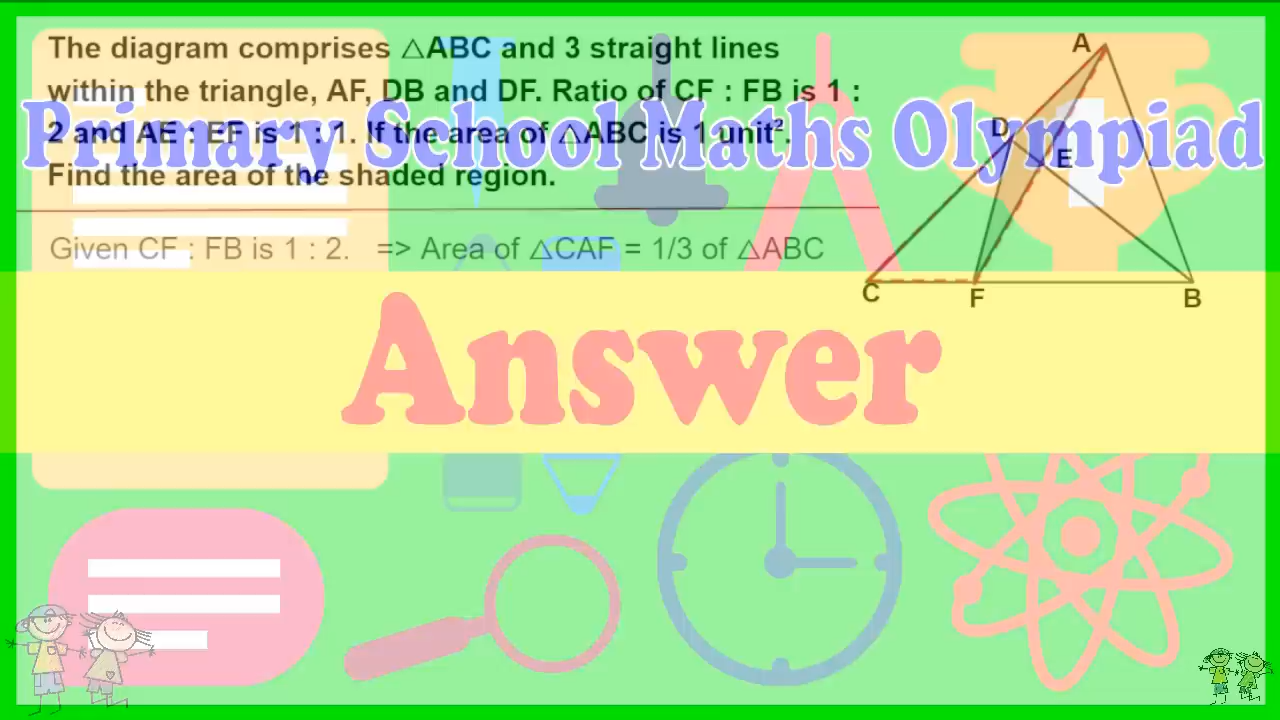 The diagram comprises △ABC and 3 straight lines
within the triangle, AF, DB and DF. Ratio of CF : FB is 1 :
2 and AE : EF is 1 : 1. If the area of △ABC is 1 unit².
Find the area of the shaded region.
Primary School Maths Olympiad
1
Given CF : FB is 1 : 2. => Area of △CAF = 1/3 of △ABC
A
D
E
C
F
B
Answer